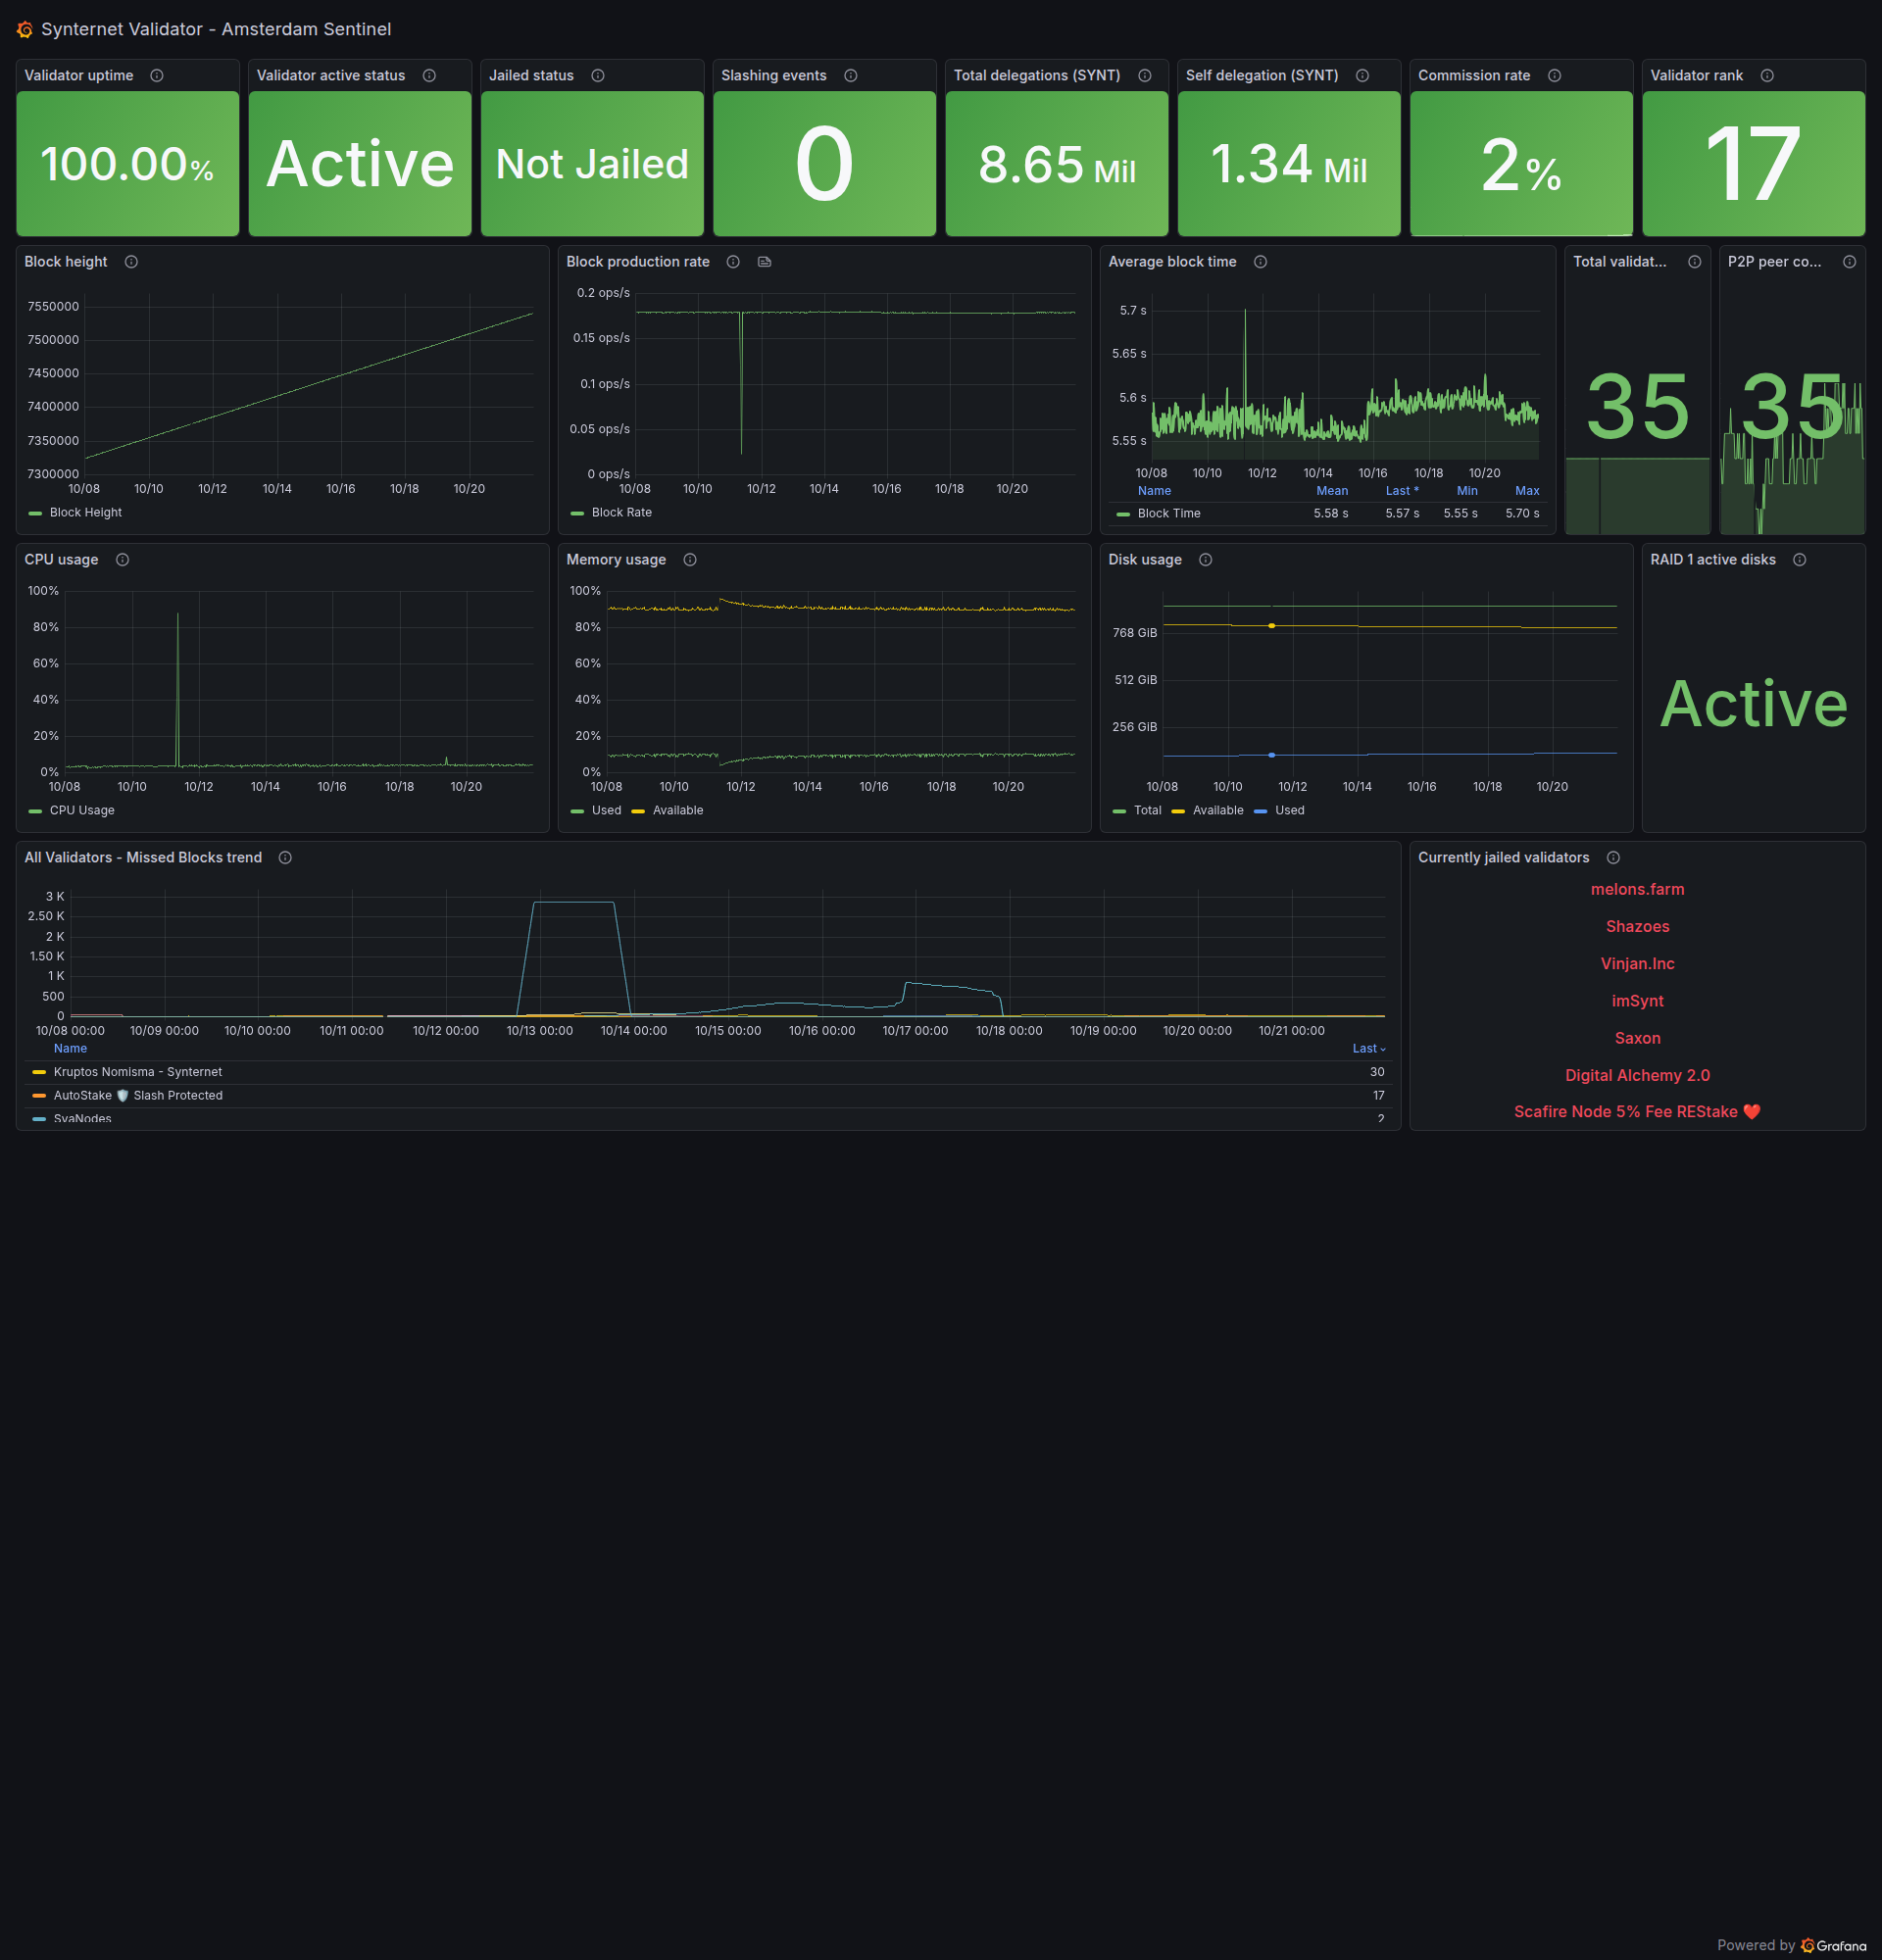 Synternet Validator - Amsterdam Sentinel
Validator uptime
100.00%
Validator active status
Active
Jailed status
Not Jailed
Slashing events
0
Total delegations (SYNT)
8.65 Mil
Self delegation (SYNT)
1.34 Mil
Commission rate
2%
Validator rank
17
Block height
7550000
7500000
7450000
7400000
7350000
7300000
10/08 10/10 10/12 10/14 10/16 10/18 10/20
Block Height
Block production rate
0.2 ops/s
0.15 ops/s
0.1 ops/s
0.05 ops/s
0 ops/s
10/08 10/10 10/12 10/14 10/16 10/18 10/20
Block Rate
Average block time
5.7 s
5.65 s
5.6 s
5.55 s
10/08 10/10 10/12 10/14 10/16 10/18 10/20
Name Mean Last * Min Max
Block Time 5.58 s 5.57 s 5.55 s 5.70 s
Total validat...
35
P2P peer co...
35
CPU usage
100%
80%
60%
40%
20%
0%
10/08 10/10 10/12 10/14 10/16 10/18 10/20
CPU Usage
Memory usage
100%
80%
60%
40%
20%
0%
10/08 10/10 10/12 10/14 10/16 10/18 10/20
Used Available
Disk usage
768 GiB
512 GiB
256 GiB
10/08 10/10 10/12 10/14 10/16 10/18 10/20
Total Available Used
RAID 1 active disks
Active
All Validators - Missed Blocks trend
3 K
2.50 K
2 K
1.50 K
1 K
500
0
10/08 00:00 10/09 00:00 10/10 00:00 10/11 00:00 10/12 00:00 10/13 00:00 10/14 00:00 10/15 00:00 10/16 00:00 10/17 00:00 10/18 00:00 10/19 00:00 10/20 00:00 10/21 00:00
Name Last
Kruptos Nomisma - Synternet 30
AutoStake 🛡️ Slash Protected 17
SvaNodes 2
Currently jailed validators
melons.farm
Shazoes
Vinjan.Inc
imSynt
Saxon
Digital Alchemy 2.0
Scafire Node 5% Fee REStake ❤️
Powered by Grafana